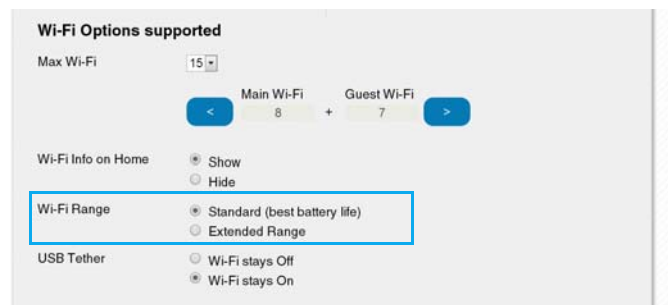 Wi-Fi Options supported
Max Wi-Fi 15
Main Wi-Fi Guest Wi-Fi
< 8 + 7 >
Wi-Fi Info on Home Show
Hide
Wi-Fi Range Standard (best battery life)
Extended Range
USB Tether Wi-Fi stays Off
Wi-Fi stays On